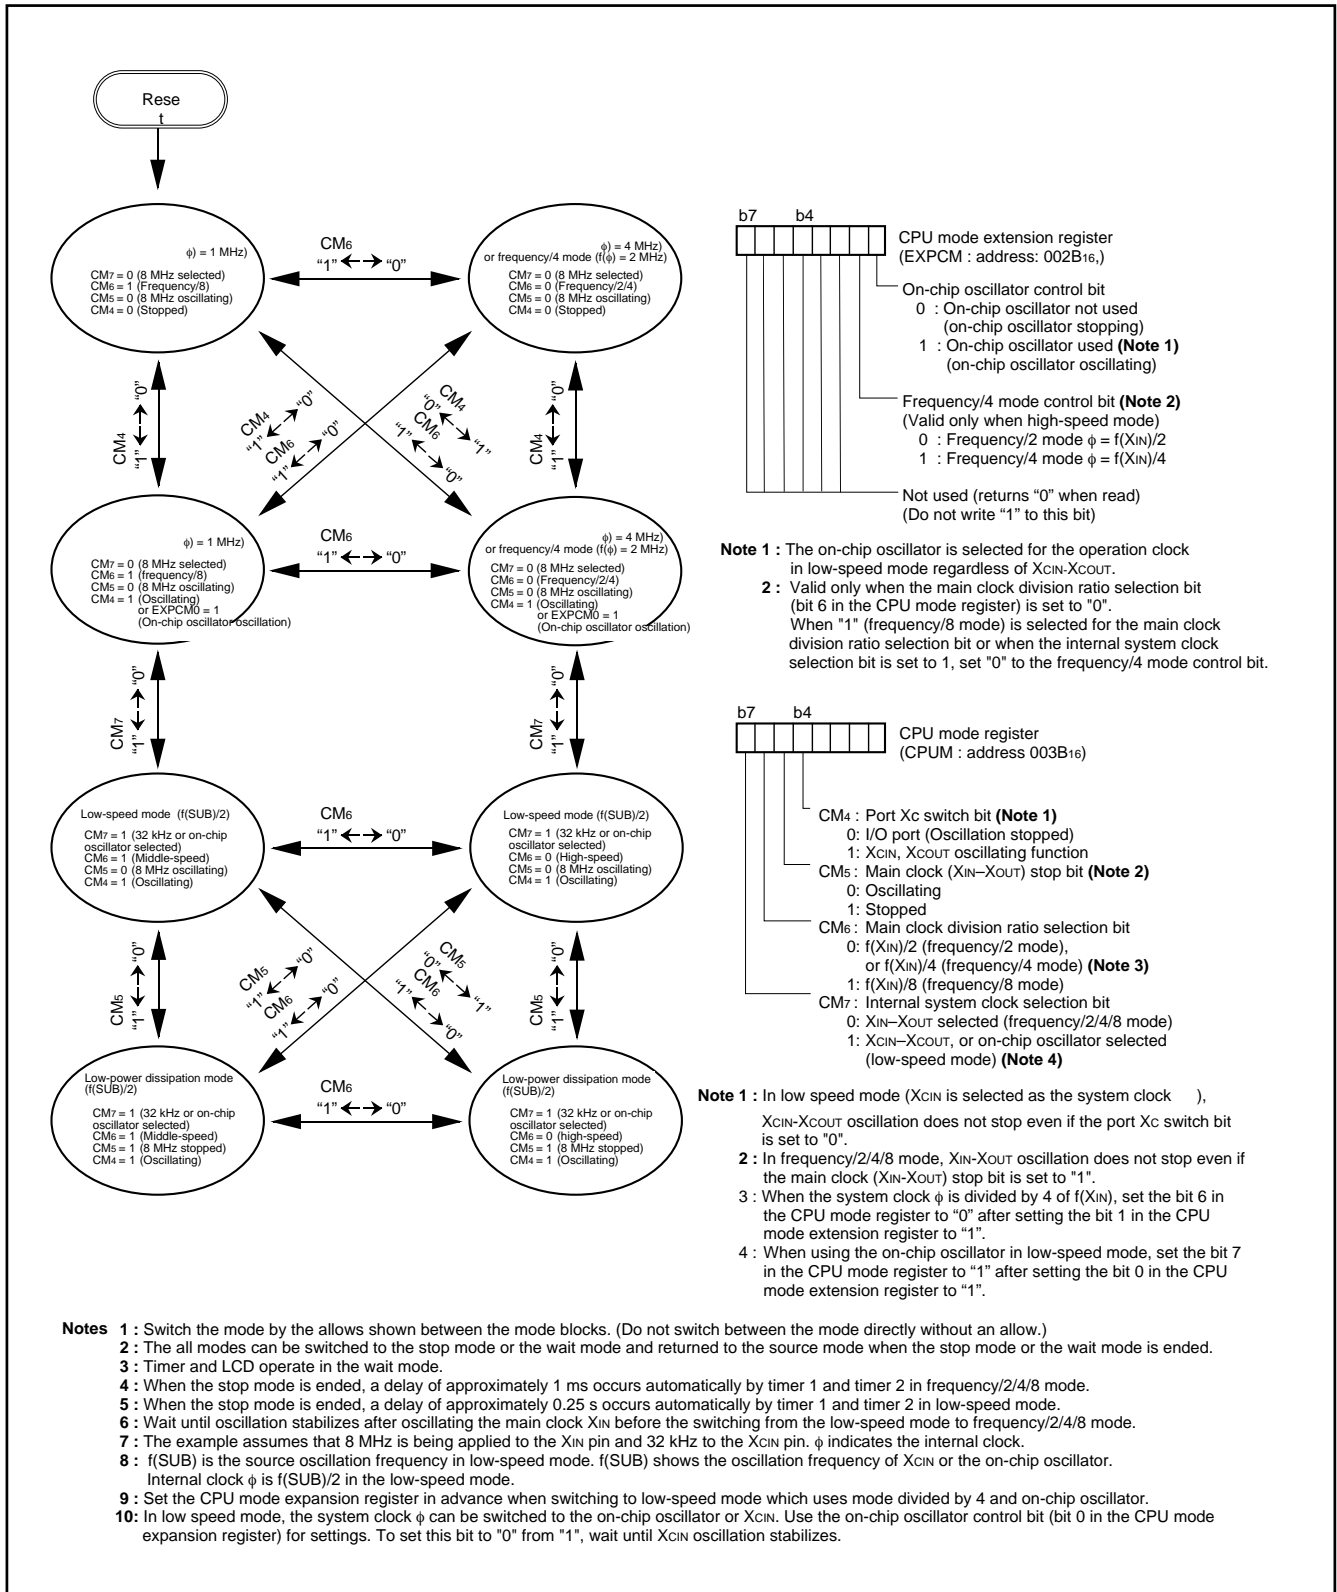 Rese
t
ϕ) = 1 MHz)
CM7 = 0 (8 MHz selected)
CM6 = 1 (Frequency/8)
CM5 = 0 (8 MHz oscillating)
CM4 = 0 (Stopped)
CM6
“1” ←→ “0”
ϕ) = 4 MHz)
or frequency/4 mode (f(ϕ) = 2 MHz)
CM7 = 0 (8 MHz selected)
CM6 = 0 (Frequency/2/4)
CM5 = 0 (8 MHz oscillating)
CM4 = 0 (Stopped)
CM4
“1” ←→ “0”
CM4
“1” ←→ “0”
CM6
“1” ←→ “0”
CM4
“0” ←→ “1”
CM6
“1” ←→ “0”
CM4
“1” ←→ “0”
ϕ) = 1 MHz)
CM7 = 0 (8 MHz selected)
CM6 = 1 (frequency/8)
CM5 = 0 (8 MHz oscillating)
CM4 = 1 (Oscillating)
or EXPCM0 = 1
(On-chip oscillator oscillation)
CM6
“1” ←→ “0”
ϕ) = 4 MHz)
or frequency/4 mode (f(ϕ) = 2 MHz)
CM7 = 0 (8 MHz selected)
CM6 = 0 (Frequency/2/4)
CM5 = 0 (8 MHz oscillating)
CM4 = 1 (Oscillating)
or EXPCM0 = 1
(On-chip oscillator oscillation)
CM7
“1” ←→ “0”
CM7
“1” ←→ “0”
Low-speed mode (f(SUB)/2)
CM7 = 1 (32 kHz or on-chip
oscillator selected)
CM6 = 1 (Middle-speed)
CM5 = 0 (8 MHz oscillating)
CM4 = 1 (Oscillating)
CM6
“1” ←→ “0”
Low-speed mode (f(SUB)/2)
CM7 = 1 (32 kHz or on-chip
oscillator selected)
CM6 = 0 (High-speed)
CM5 = 0 (8 MHz oscillating)
CM4 = 1 (Oscillating)
CM5
“1” ←→ “0”
CM5
“1” ←→ “0”
CM6
“1” ←→ “0”
CM5
“0” ←→ “1”
CM6
“1” ←→ “0”
CM5
“1” ←→ “0”
Low-power dissipation mode
(f(SUB)/2)
CM7 = 1 (32 kHz or on-chip
oscillator selected)
CM6 = 1 (Middle-speed)
CM5 = 1 (8 MHz stopped)
CM4 = 1 (Oscillating)
CM6
“1” ←→ “0”
Low-power dissipation mode
(f(SUB)/2)
CM7 = 1 (32 kHz or on-chip
oscillator selected)
CM6 = 0 (high-speed)
CM5 = 1 (8 MHz stopped)
CM4 = 1 (Oscillating)
b7 b4
CPU mode extension register
(EXPCM : address: 002B16,)
On-chip oscillator control bit
0 : On-chip oscillator not used
(on-chip oscillator stopping)
1 : On-chip oscillator used (Note 1)
(on-chip oscillator oscillating)
Frequency/4 mode control bit (Note 2)
(Valid only when high-speed mode)
0 : Frequency/2 mode ϕ = f(XIN)/2
1 : Frequency/4 mode ϕ = f(XIN)/4
Not used (returns “0” when read)
(Do not write “1” to this bit)
Note 1 : The on-chip oscillator is selected for the operation clock
in low-speed mode regardless of XCIN-XCOUT.
2 : Valid only when the main clock division ratio selection bit
(bit 6 in the CPU mode register) is set to "0".
When "1" (frequency/8 mode) is selected for the main clock
division ratio selection bit or when the internal system clock
selection bit is set to 1, set "0" to the frequency/4 mode control bit.
b7 b4
CPU mode register
(CPUM : address 003B16)
CM4 : Port Xc switch bit (Note 1)
0: I/O port (Oscillation stopped)
1: XCIN, XCOUT oscillating function
CM5 : Main clock (XIN–XOUT) stop bit (Note 2)
0: Oscillating
1: Stopped
CM6 : Main clock division ratio selection bit
0: f(XIN)/2 (frequency/2 mode),
or f(XIN)/4 (frequency/4 mode) (Note 3)
1: f(XIN)/8 (frequency/8 mode)
CM7 : Internal system clock selection bit
0: XIN–XOUT selected (frequency/2/4/8 mode)
1: XCIN–XCOUT, or on-chip oscillator selected
(low-speed mode) (Note 4)
Note 1 : In low speed mode (XCIN is selected as the system clock ),
XCIN-XCOUT oscillation does not stop even if the port XC switch bit
is set to "0".
2 : In frequency/2/4/8 mode, XIN-XOUT oscillation does not stop even if
the main clock (XIN-XOUT) stop bit is set to "1".
3 : When the system clock ϕ is divided by 4 of f(XIN), set the bit 6 in
the CPU mode register to “0” after setting the bit 1 in the CPU
mode extension register to “1”.
4 : When using the on-chip oscillator in low-speed mode, set the bit 7
in the CPU mode register to “1” after setting the bit 0 in the CPU
mode extension register to “1”.
Notes 1 : Switch the mode by the allows shown between the mode blocks. (Do not switch between the mode directly without an allow.)
2 : The all modes can be switched to the stop mode or the wait mode and returned to the source mode when the stop mode or the wait mode is ended.
3 : Timer and LCD operate in the wait mode.
4 : When the stop mode is ended, a delay of approximately 1 ms occurs automatically by timer 1 and timer 2 in frequency/2/4/8 mode.
5 : When the stop mode is ended, a delay of approximately 0.25 s occurs automatically by timer 1 and timer 2 in low-speed mode.
6 : Wait until oscillation stabilizes after oscillating the main clock XIN before the switching from the low-speed mode to frequency/2/4/8 mode.
7 : The example assumes that 8 MHz is being applied to the XIN pin and 32 kHz to the XCIN pin. ϕ indicates the internal clock.
8 : f(SUB) is the source oscillation frequency in low-speed mode. f(SUB) shows the oscillation frequency of XCIN or the on-chip oscillator.
Internal clock ϕ is f(SUB)/2 in the low-speed mode.
9 : Set the CPU mode expansion register in advance when switching to low-speed mode which uses mode divided by 4 and on-chip oscillator.
10: In low speed mode, the system clock ϕ can be switched to the on-chip oscillator or XCIN. Use the on-chip oscillator control bit (bit 0 in the CPU mode
expansion register) for settings. To set this bit to "0" from "1", wait until XCIN oscillation stabilizes.